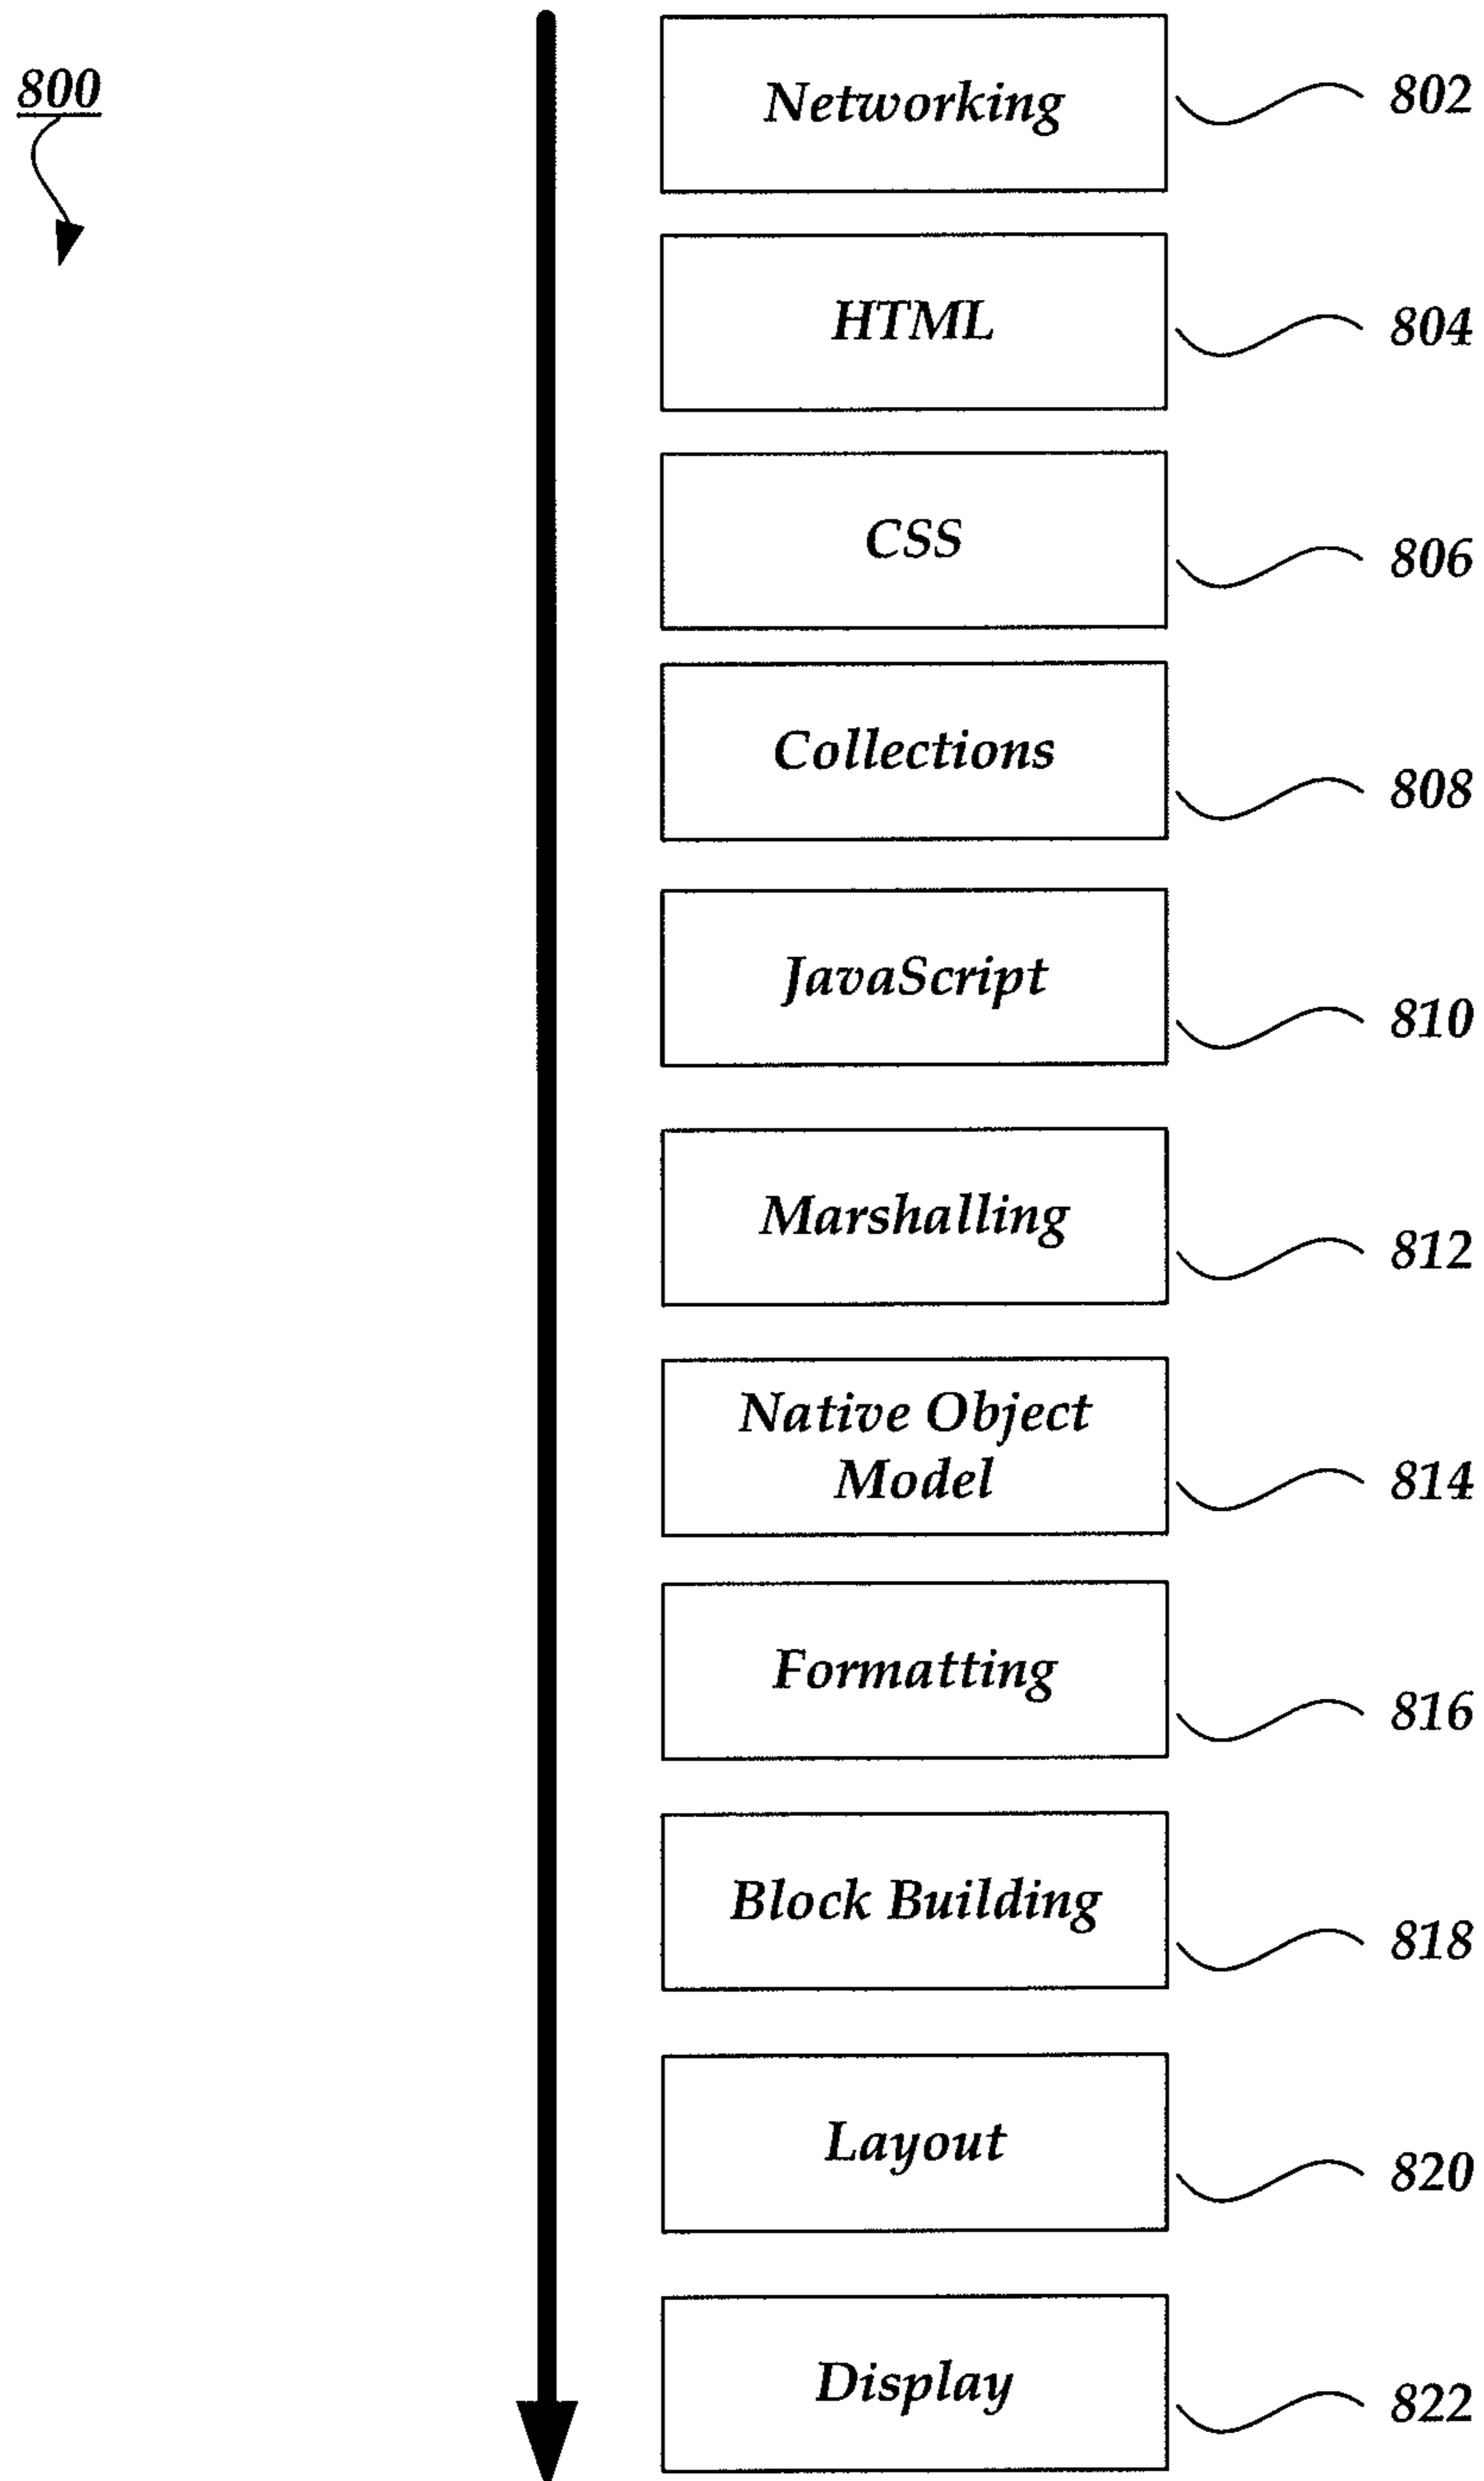 800
Networking 802
HTML 804
CSS 806
Collections 808
JavaScript 810
Marshalling 812
Native Object
Model 814
Formatting 816
Block Building 818
Layout 820
Display 822